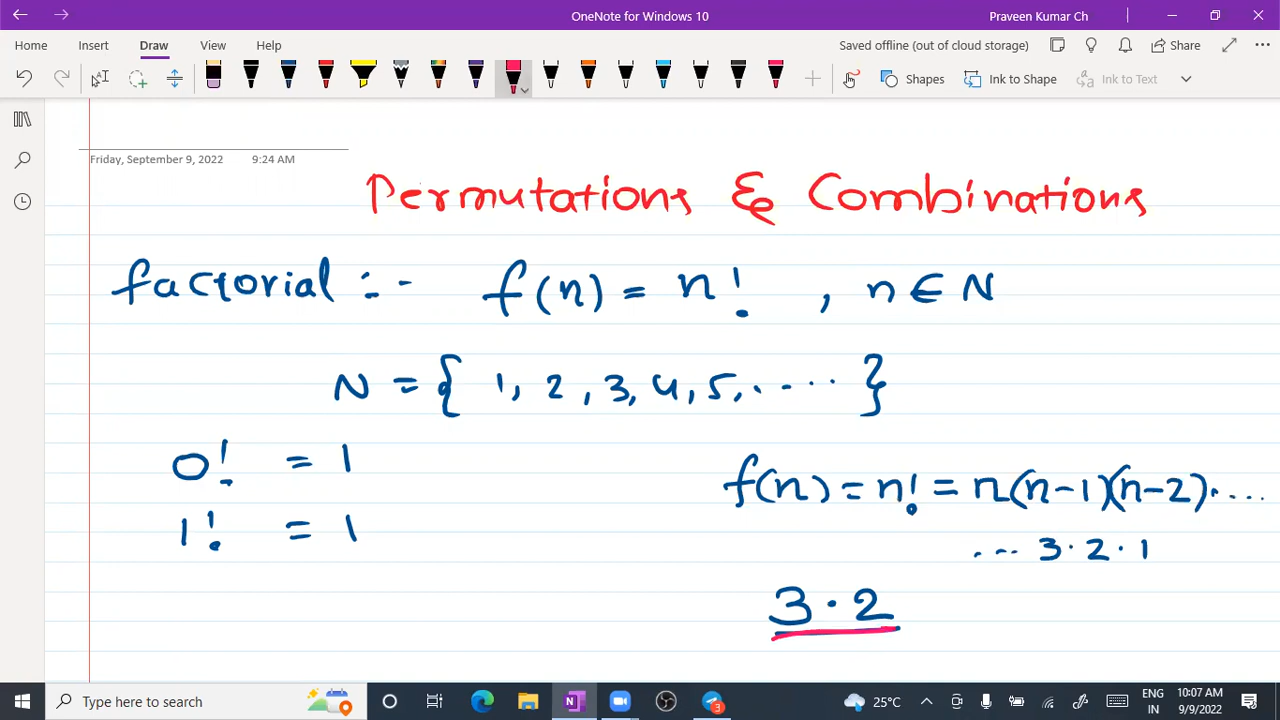 OneNote for Windows 10
Praveen Kumar Ch
Home Insert Draw View Help
Saved offline (out of cloud storage)
Share
Shapes
Ink to Shape
Ink to Text
Friday, September 9, 2022 9:24 AM
Permutations & Combinations
factorial :- f(n) = n! , n ∈ N
N = { 1, 2, 3, 4, 5, .... }
0! = 1
f(n) = n! = n(n-1)(n-2)....
1! = 1
... 3·2·1
3·2
Type here to search
3
25°C
ENG
IN
10:07 AM
9/9/2022